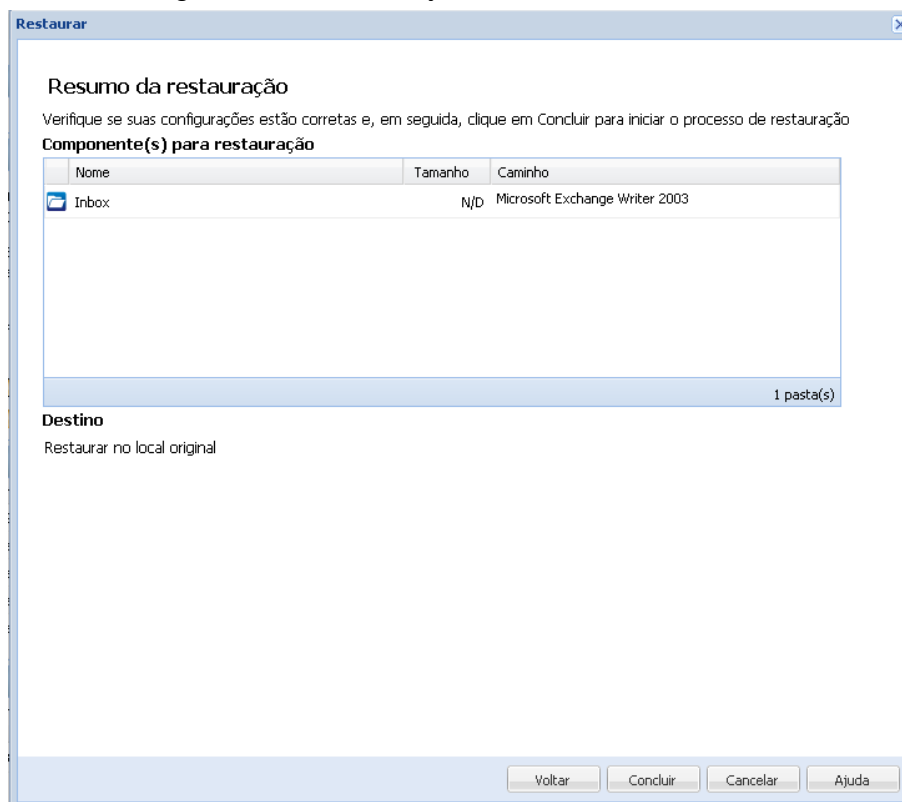 Restaurar
Resumo da restauração
Verifique se suas configurações estão corretas e, em seguida, clique em Concluir para iniciar o processo de restauração
Componente(s) para restauração
Nome Tamanho Caminho
Inbox N/D Microsoft Exchange Writer 2003
1 pasta(s)
Destino
Restaurar no local original
Voltar Concluir Cancelar Ajuda